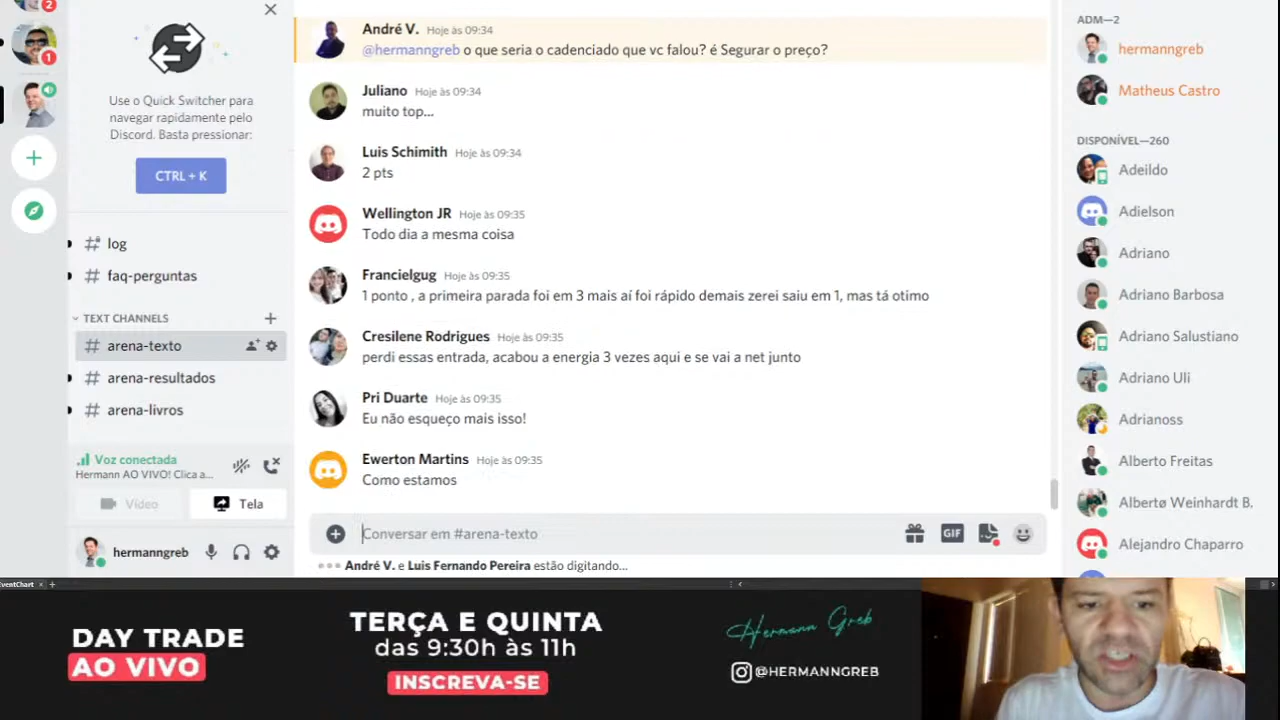 2
1
Use o Quick Switcher para
navegar rapidamente pelo
Discord. Basta pressionar:
CTRL + K
log
faq-perguntas
TEXT CHANNELS
arena-texto
arena-resultados
arena-livros
Voz conectada
Hermann AO VIVO! Clica a...
Vídeo
Tela
hermanngreb
André V. Hoje às 09:34
@hermanngreb o que seria o cadenciado que vc falou? é Segurar o preço?
Juliano Hoje às 09:34
muito top...
Luis Schimith Hoje às 09:34
2 pts
Wellington JR Hoje às 09:35
Todo dia a mesma coisa
Francielgug Hoje às 09:35
1 ponto , a primeira parada foi em 3 mais aí foi rápido demais zerei saiu em 1, mas tá otimo
Cresilene Rodrigues Hoje às 09:35
perdi essas entrada, acabou a energia 3 vezes aqui e se vai a net junto
Pri Duarte Hoje às 09:35
Eu não esqueço mais isso!
Ewerton Martins Hoje às 09:35
Como estamos
Conversar em #arena-texto
GIF
André V. e Luis Fernando Pereira estão digitando...
ADM—2
hermanngreb
Matheus Castro
DISPONÍVEL—260
Adeildo
Adielson
Adriano
Adriano Barbosa
Adriano Salustiano
Adriano Uli
Adrianoss
Alberto Freitas
Albertø Weinhardt B.
Alejandro Chaparro
EventChart
DAY TRADE
AO VIVO
TERÇA E QUINTA
das 9:30h às 11h
INSCREVA-SE
Hermann Greb
@HERMANNGREB